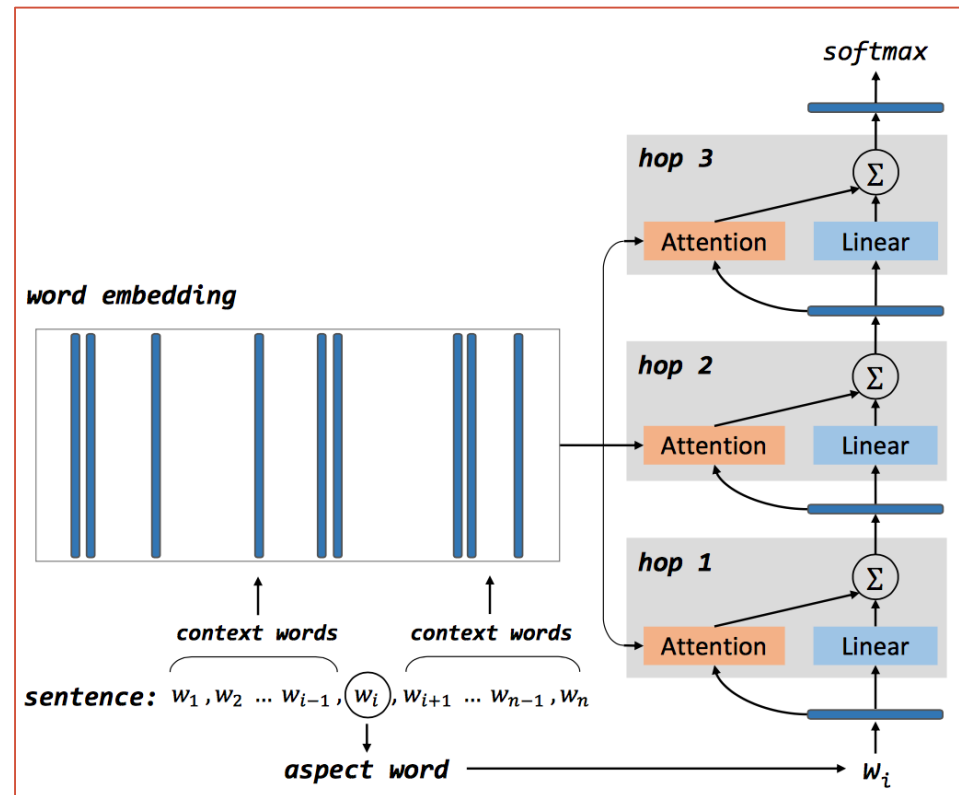 softmax
hop 3
Σ
Attention
Linear
word embedding
hop 2
Σ
Attention
Linear
hop 1
Σ
context words
context words
Attention
Linear
sentence: w₁ , w₂ … wᵢ₋₁ , wᵢ , wᵢ₊₁ … wₙ₋₁ , wₙ
aspect word
wᵢ